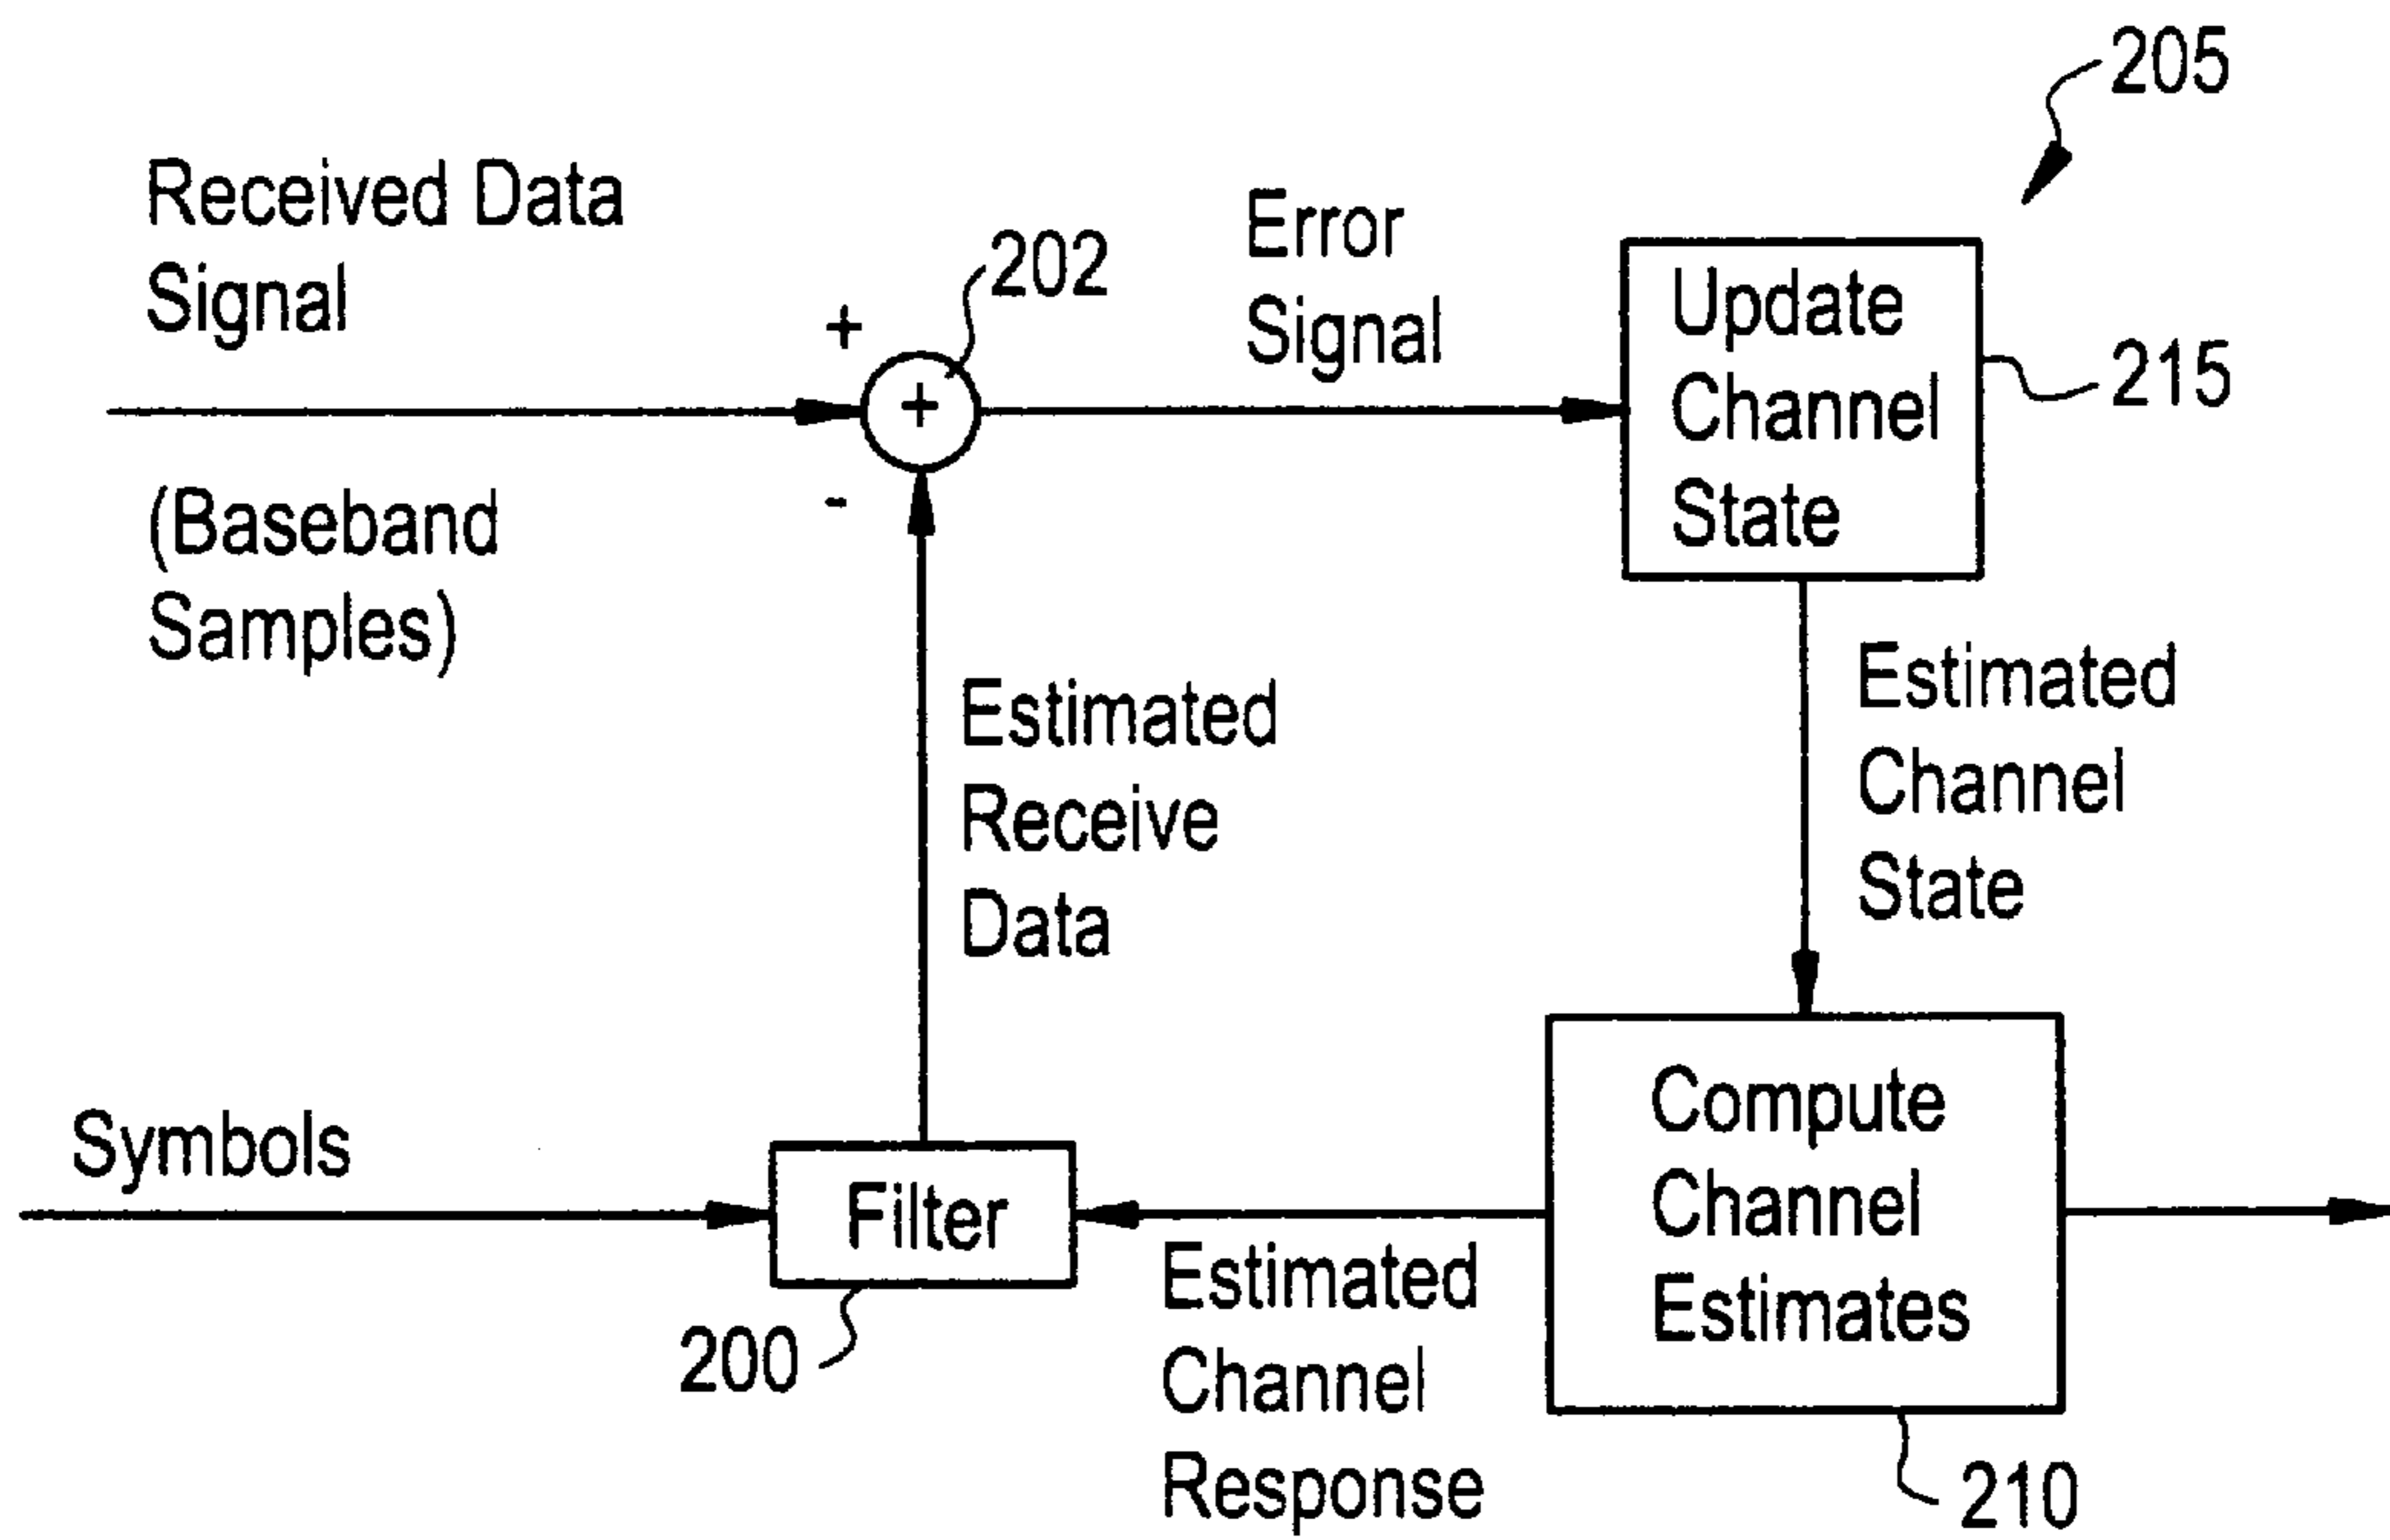 205
Received Data
Signal
202
Error
Signal
+
+
-
Update
Channel
State
215
(Baseband
Samples)
Estimated
Receive
Data
Estimated
Channel
State
Symbols
Filter
200
Estimated
Channel
Response
Compute
Channel
Estimates
210